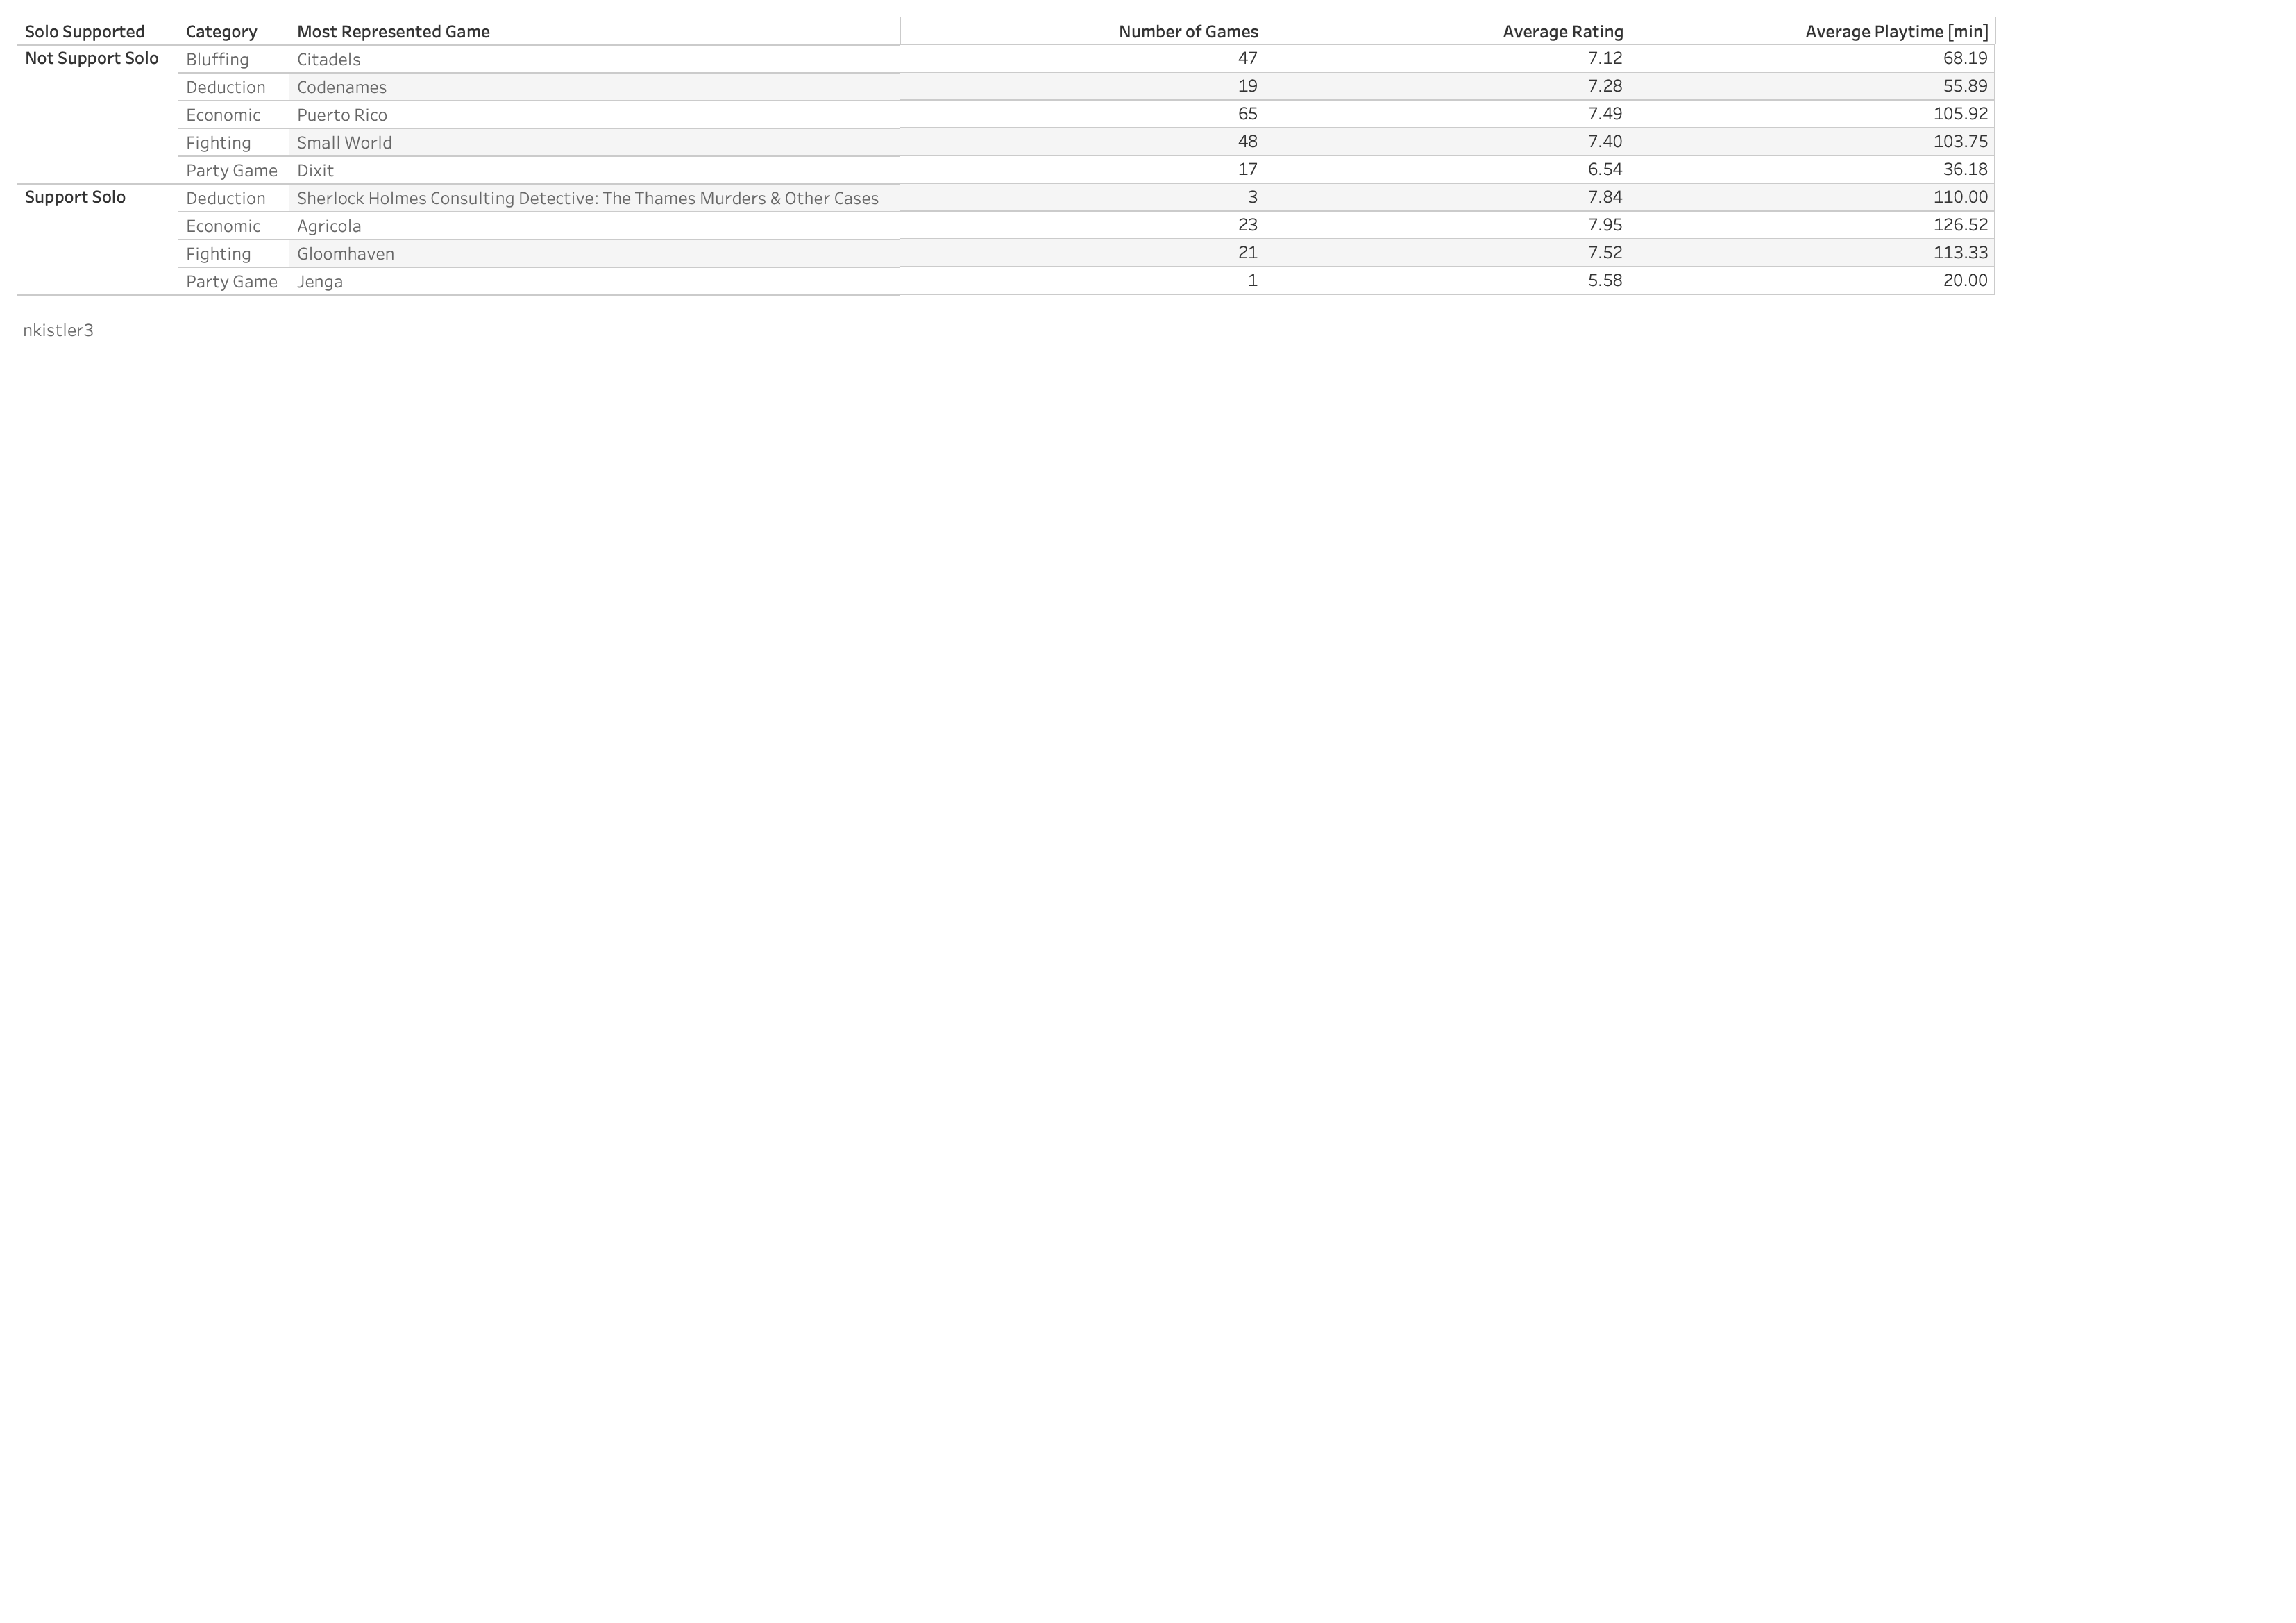 Solo Supported Category Most Represented Game Number of Games Average Rating Average Playtime [min]
Not Support Solo Bluffing Citadels 47 7.12 68.19
Deduction Codenames 19 7.28 55.89
Economic Puerto Rico 65 7.49 105.92
Fighting Small World 48 7.40 103.75
Party Game Dixit 17 6.54 36.18
Support Solo Deduction Sherlock Holmes Consulting Detective: The Thames Murders & Other Cases 3 7.84 110.00
Economic Agricola 23 7.95 126.52
Fighting Gloomhaven 21 7.52 113.33
Party Game Jenga 1 5.58 20.00
nkistler3